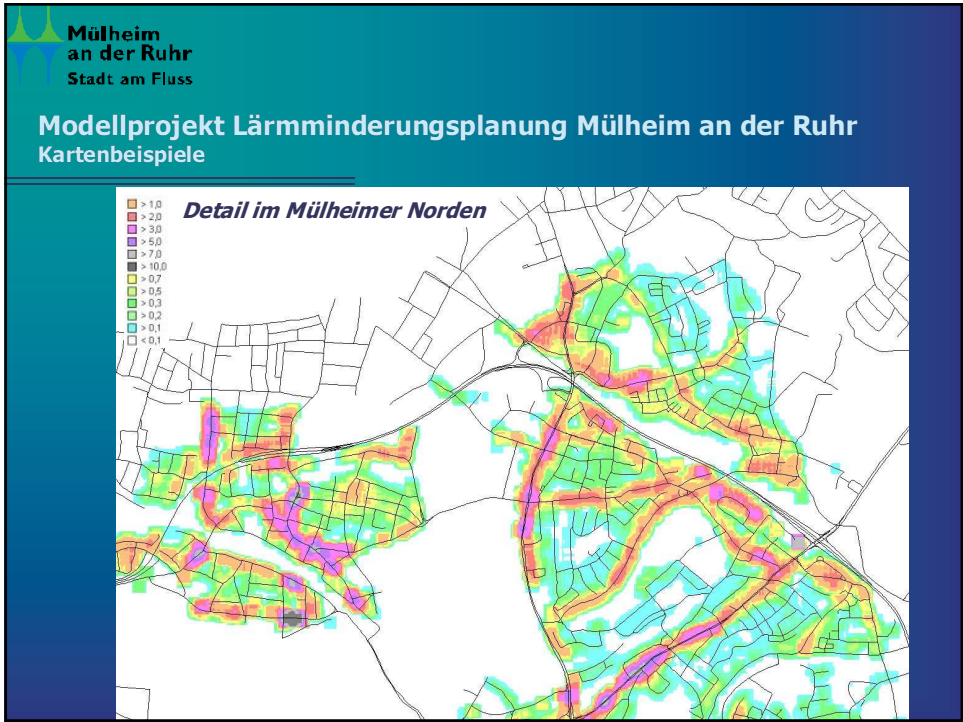 Mülheim
an der Ruhr
Stadt am Fluss
Modellprojekt Lärmminderungsplanung Mülheim an der Ruhr
Kartenbeispiele
Detail im Mülheimer Norden
> 1,0
> 2,0
> 3,0
> 5,0
> 7,0
> 10,0
> 0,7
> 0,5
> 0,3
> 0,2
> 0,1
< 0,1